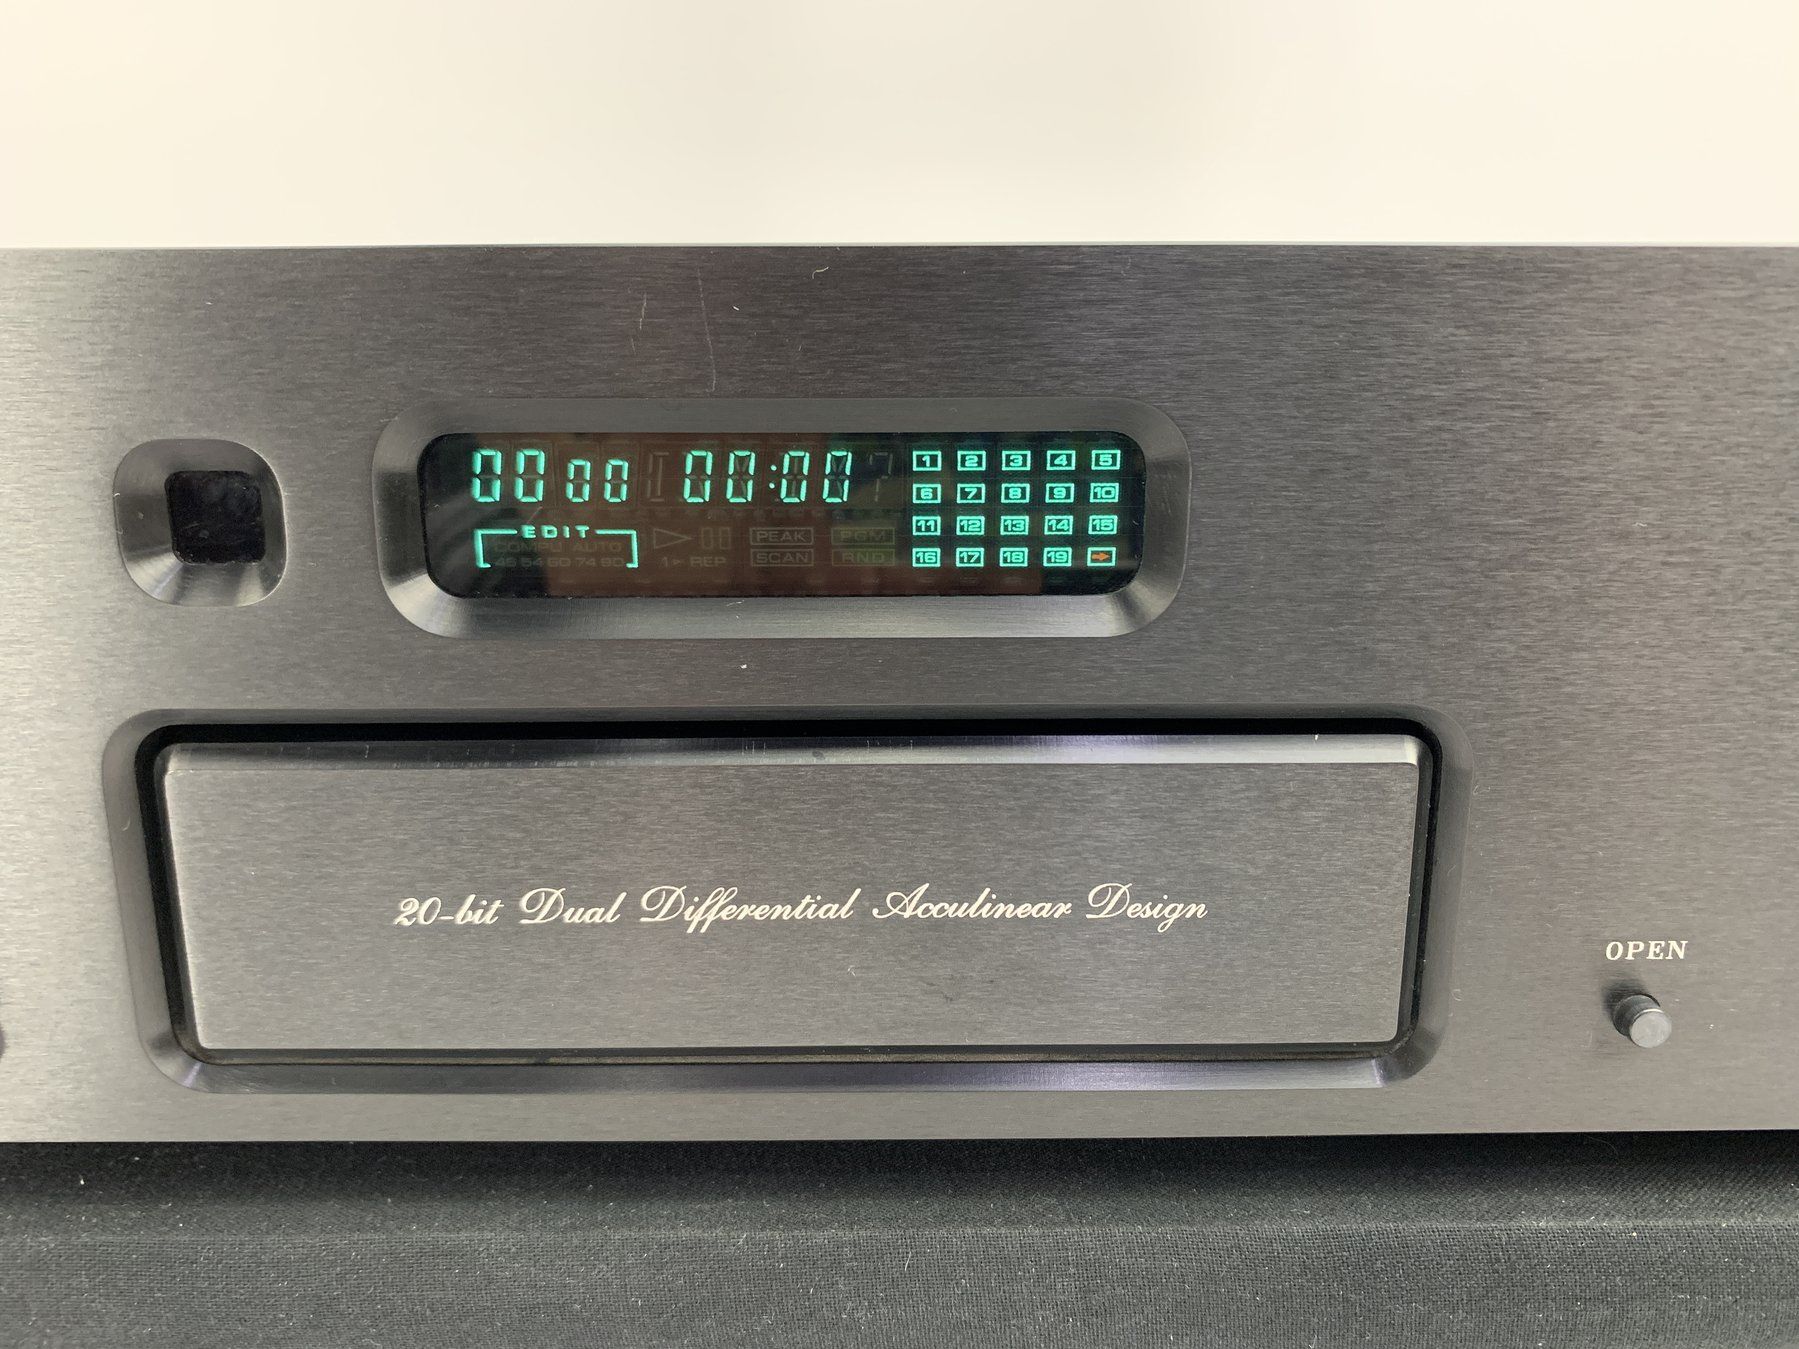 00 00 00:00
1 2 3 4 5
6 7 8 9 10
EDIT
11 12 13 14 15
COMPU AUTO
PEAK PGM
46 54 60 74 90
1 REP SCAN RND
16 17 18 19
20-bit Dual Differential Acculinear Design
OPEN